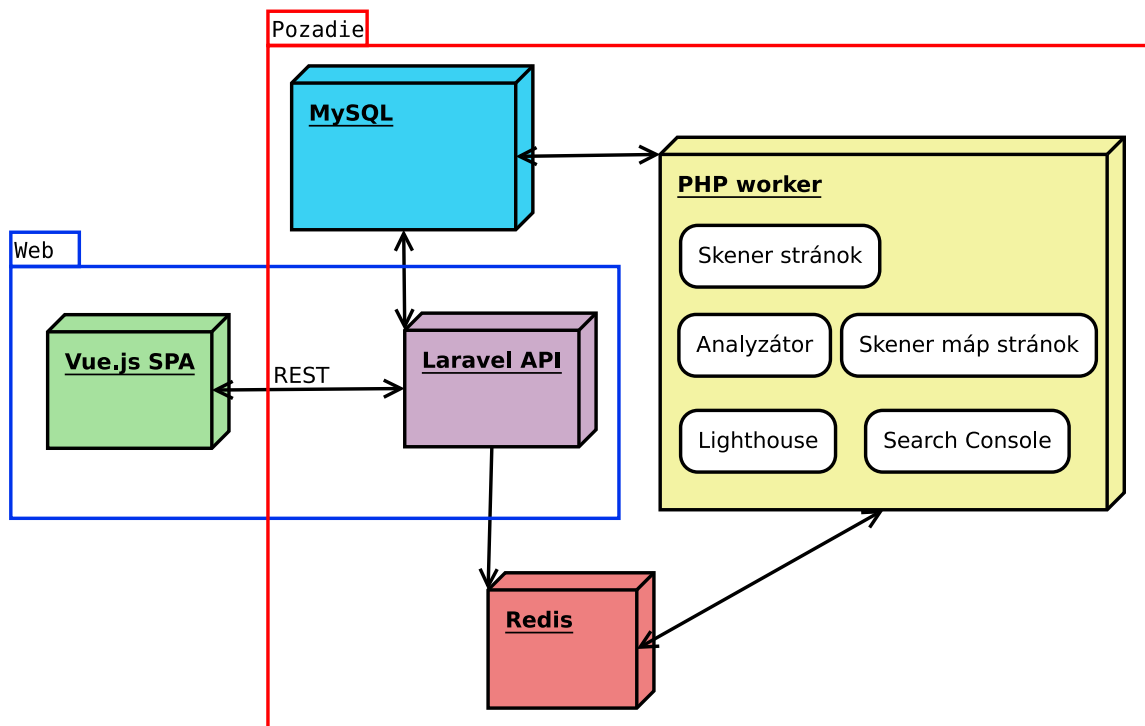 Pozadie
MySQL
PHP worker
Skener stránok
Web
Analyzátor
Skener máp stránok
Vue.js SPA
REST
Laravel API
Lighthouse
Search Console
Redis